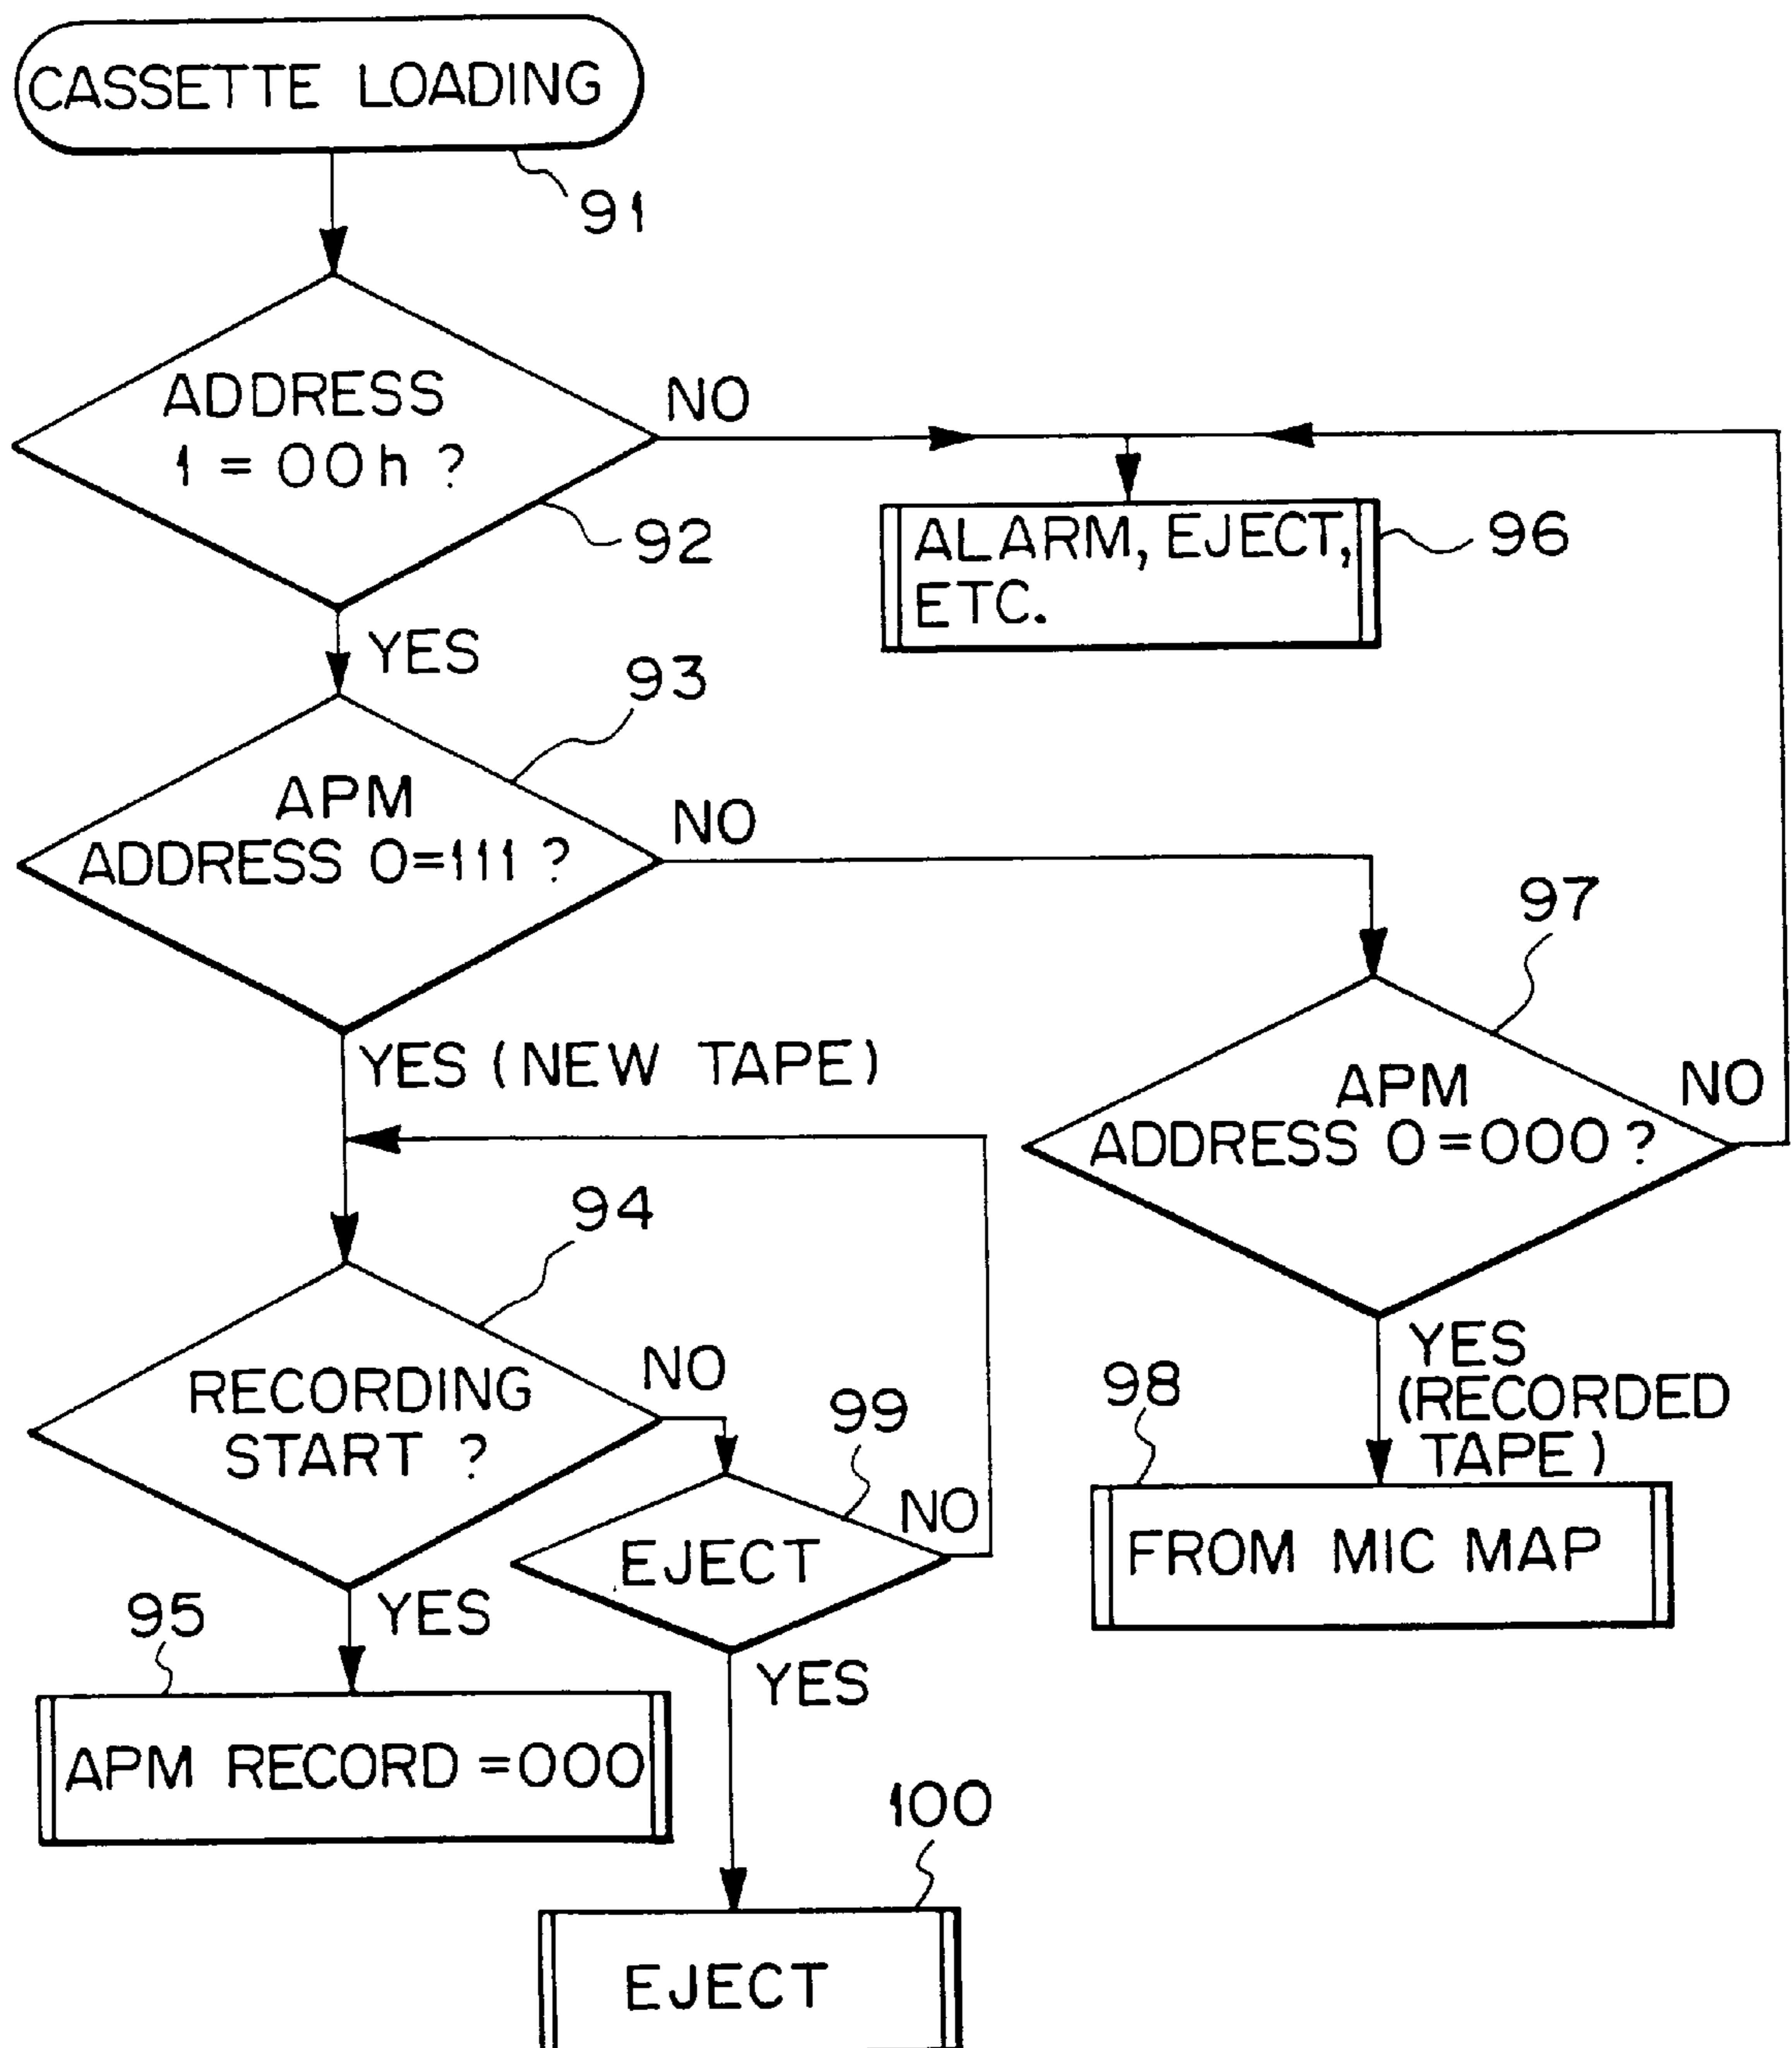 CASSETTE LOADING
91
ADDRESS
1 = 00h ?
NO
92
ALARM, EJECT,
ETC.
96
YES
93
APM
ADDRESS 0=111 ?
NO
97
YES (NEW TAPE)
APM
ADDRESS 0=000 ?
NO
94
RECORDING
START ?
NO
99
YES
(RECORDED
TAPE)
98
EJECT
NO
FROM MIC MAP
95
YES
YES
APM RECORD =000
100
EJECT